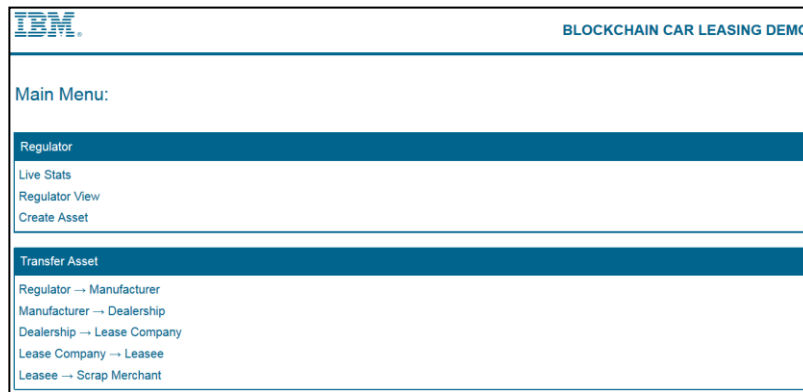 IBM.
BLOCKCHAIN CAR LEASING DEMO
Main Menu:
Regulator
Live Stats
Regulator View
Create Asset
Transfer Asset
Regulator → Manufacturer
Manufacturer → Dealership
Dealership → Lease Company
Lease Company → Leasee
Leasee → Scrap Merchant